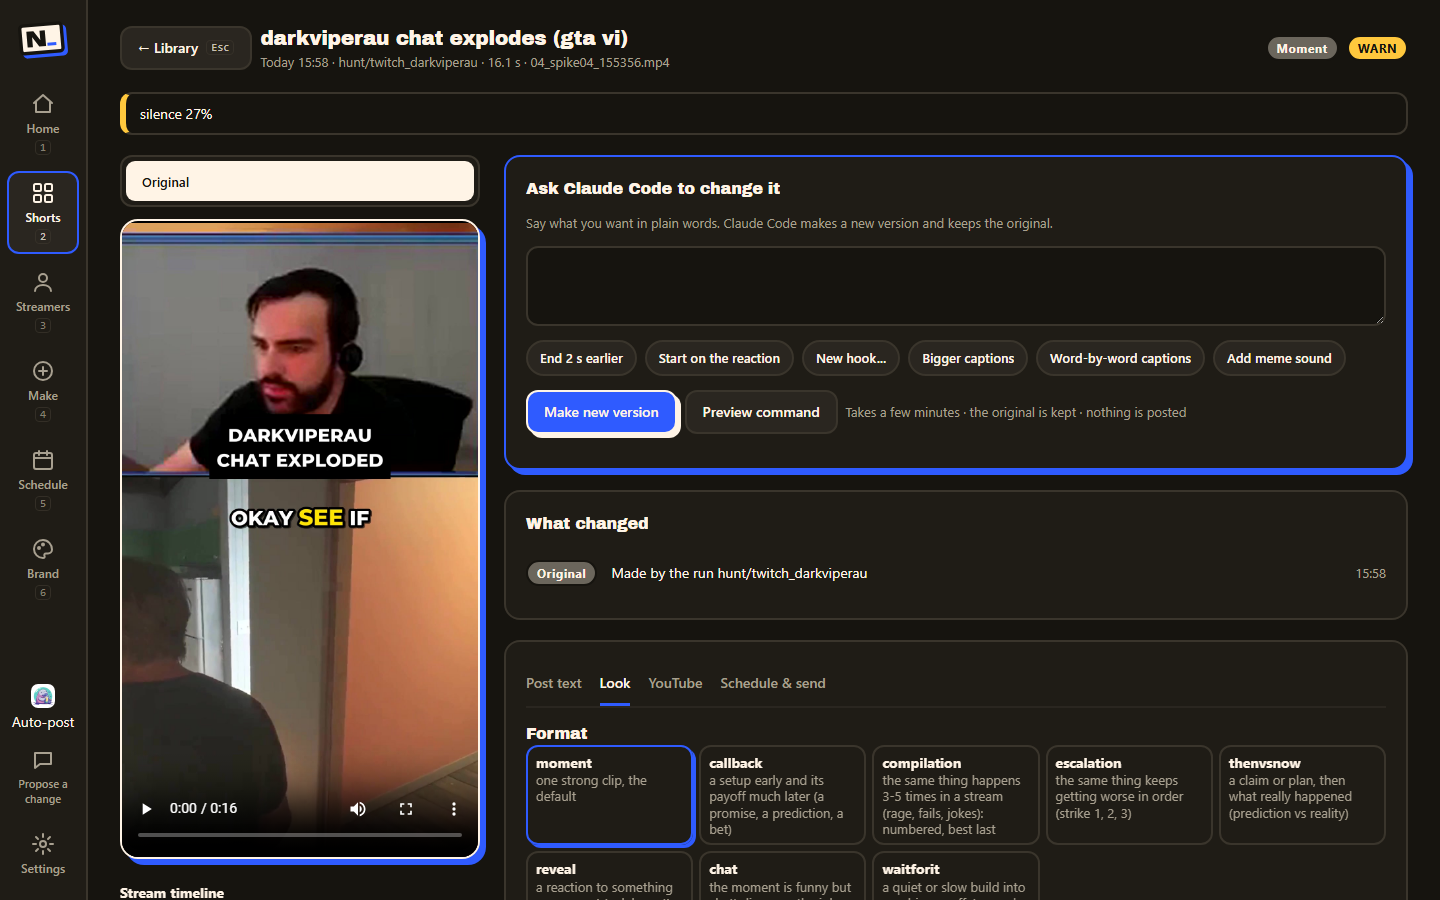 N_
← Library Esc
darkviperau chat explodes (gta vi)
Today 15:58 · hunt/twitch_darkviperau · 16.1 s · 04_spike04_155356.mp4
Moment
WARN
Home
1
Shorts
2
Streamers
3
Make
4
Schedule
5
Brand
6
Auto-post
Propose a
change
Settings
silence 27%
Original
DARKVIPERAU
CHAT EXPLODED
OKAY SEE IF
0:00 / 0:16
Stream timeline
Ask Claude Code to change it
Say what you want in plain words. Claude Code makes a new version and keeps the original.
End 2 s earlier
Start on the reaction
New hook...
Bigger captions
Word-by-word captions
Add meme sound
Make new version
Preview command
Takes a few minutes · the original is kept · nothing is posted
What changed
Original
Made by the run hunt/twitch_darkviperau
15:58
Post text
Look
YouTube
Schedule & send
Format
moment
one strong clip, the
default
callback
a setup early and its
payoff much later (a
promise, a prediction, a
bet)
compilation
the same thing happens
3-5 times in a stream
(rage, fails, jokes):
numbered, best last
escalation
the same thing keeps
getting worse in order
(strike 1, 2, 3)
thenvsnow
a claim or plan, then
what really happened
(prediction vs reality)
reveal
a reaction to something
chat
the moment is funny but
waitforit
a quiet or slow build into